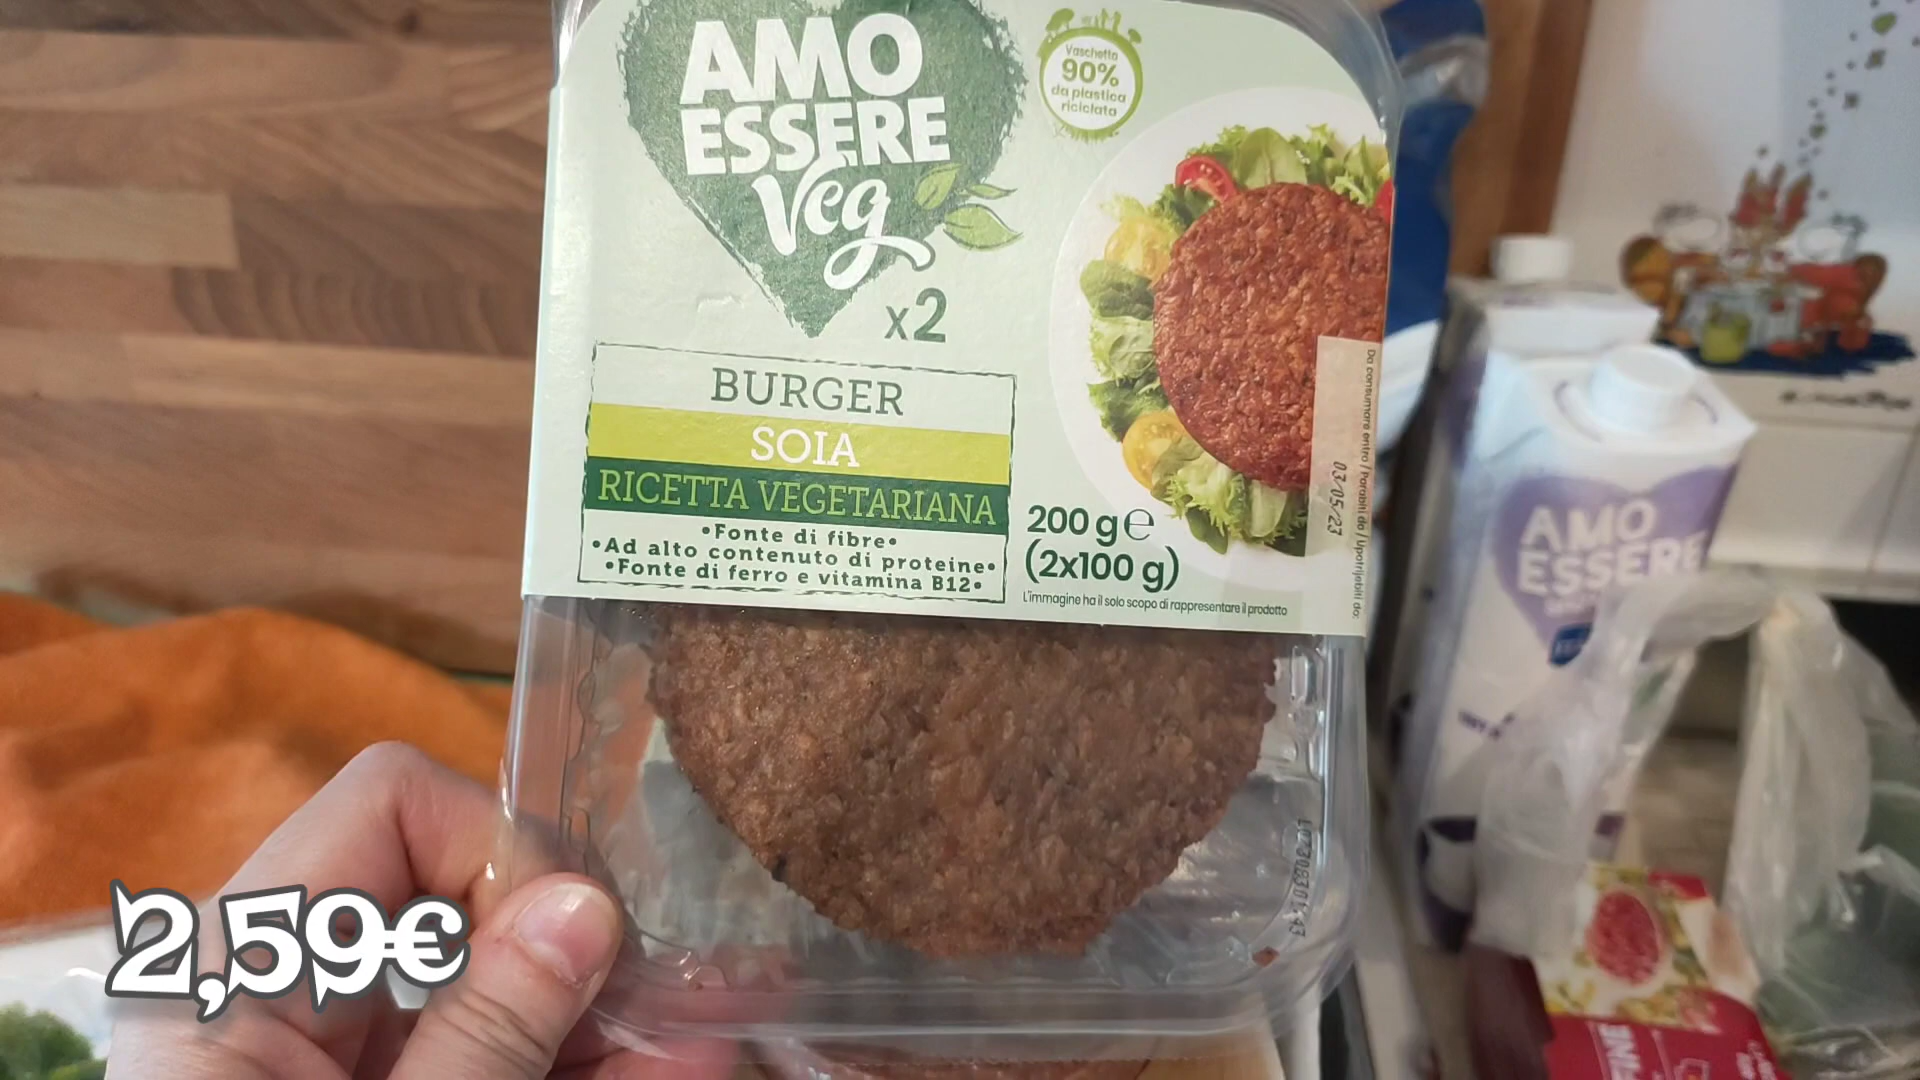 AMO
ESSERE
Veg
x2
Vaschetta
90%
da plastica
riciclata
BURGER
SOIA
RICETTA VEGETARIANA
•Fonte di fibre•
•Ad alto contenuto di proteine•
•Fonte di ferro e vitamina B12•
200 g e
(2x100 g)
L'immagine ha il solo scopo di rappresentare il prodotto
Da consumare entro / Porabiti do / Upotrijebiti do:
03/05/23
AMO
ESSERE
2,59€